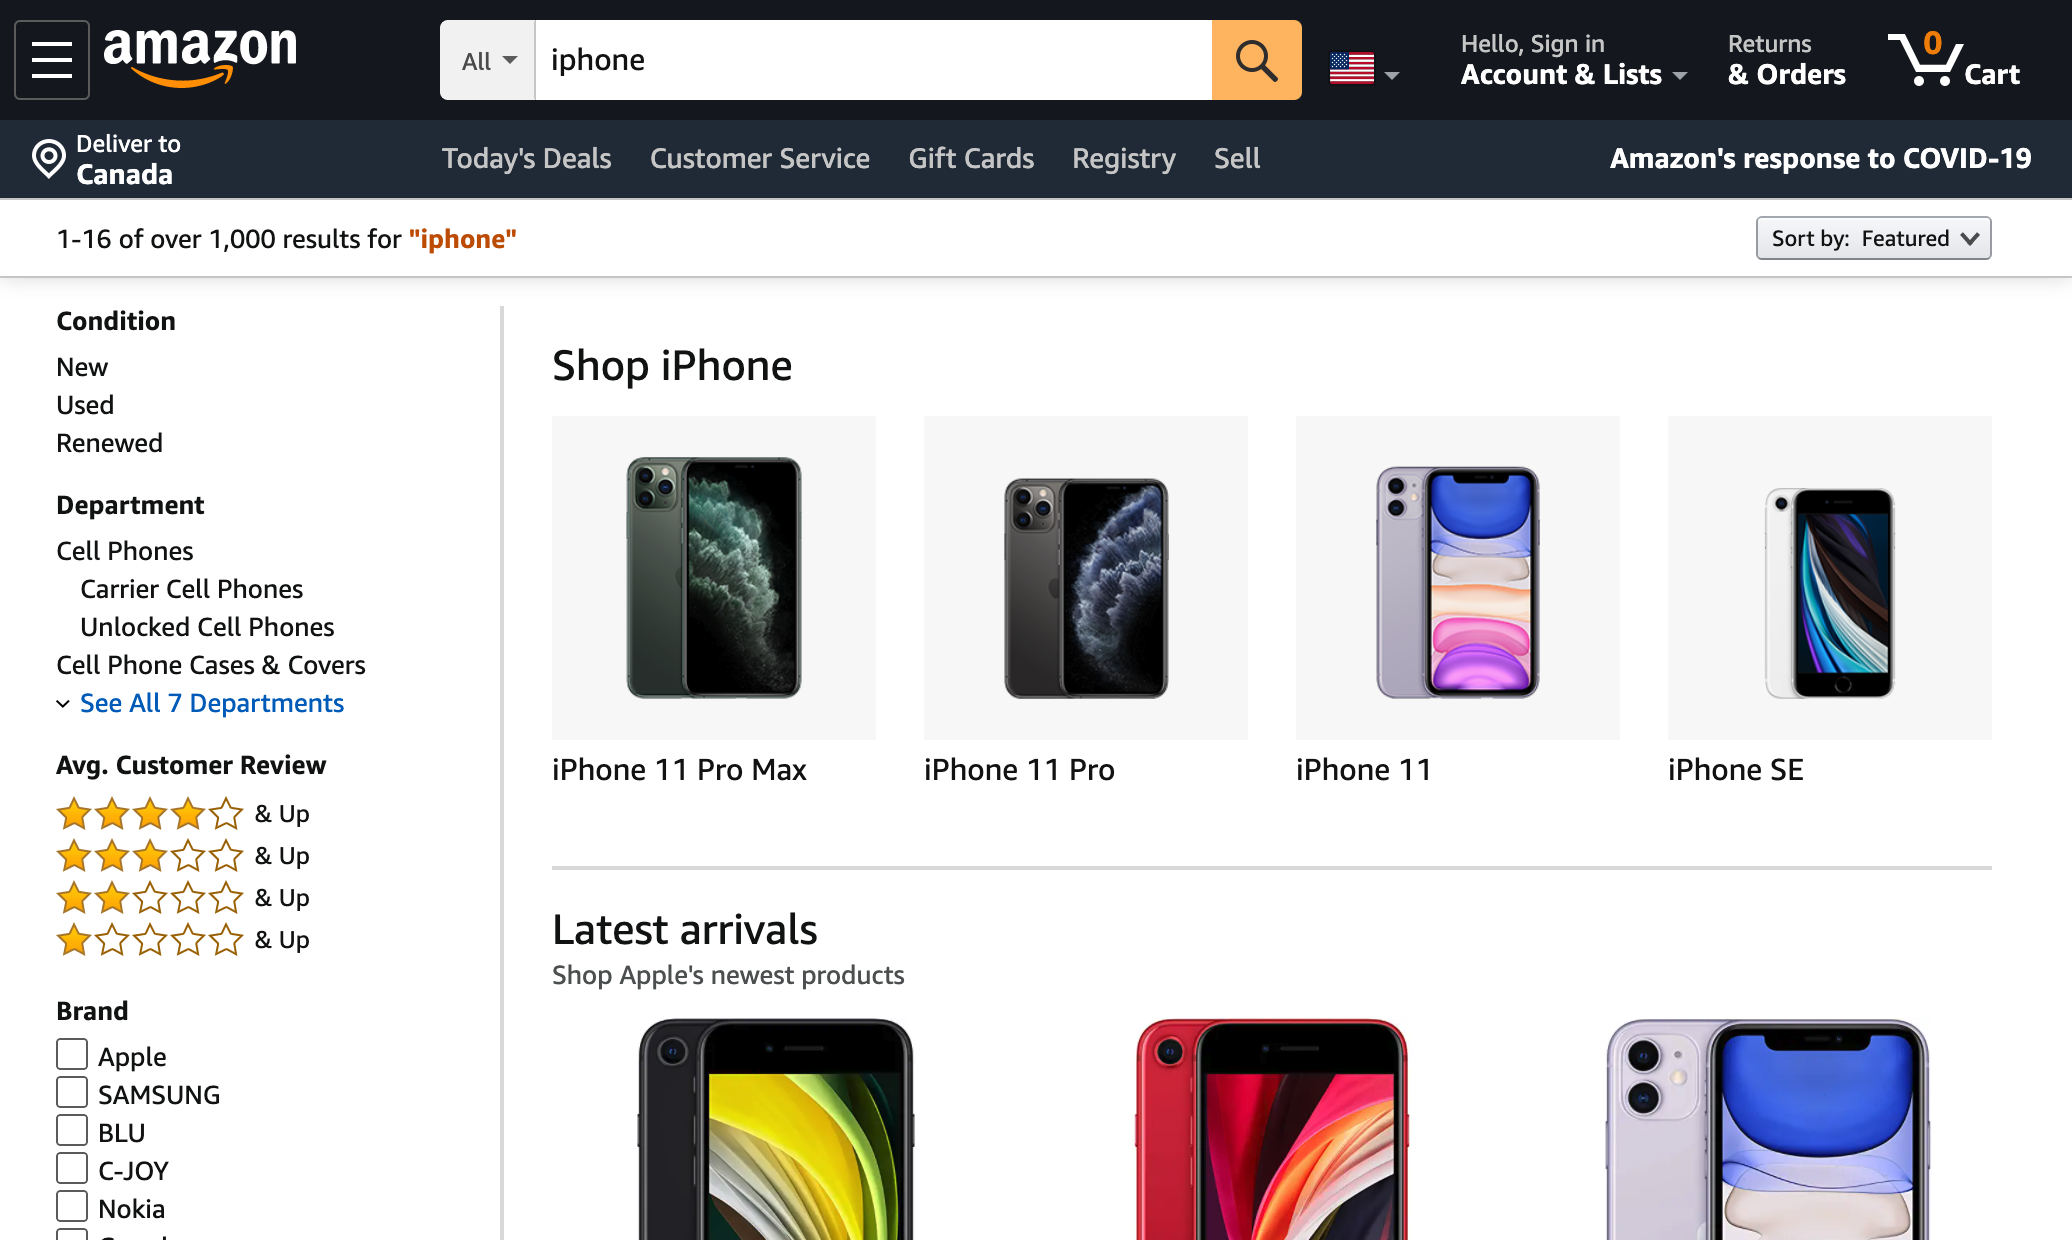 amazon
All
iphone
Hello, Sign in
Account & Lists
Returns
& Orders
0
Cart
Deliver to
Canada
Today's Deals
Customer Service
Gift Cards
Registry
Sell
Amazon's response to COVID-19
1-16 of over 1,000 results for "iphone"
Sort by: Featured
Condition
New
Used
Renewed
Department
Cell Phones
Carrier Cell Phones
Unlocked Cell Phones
Cell Phone Cases & Covers
See All 7 Departments
Avg. Customer Review
& Up
& Up
& Up
& Up
Brand
Apple
SAMSUNG
BLU
C-JOY
Nokia
Shop iPhone
iPhone 11 Pro Max
iPhone 11 Pro
iPhone 11
iPhone SE
Latest arrivals
Shop Apple's newest products